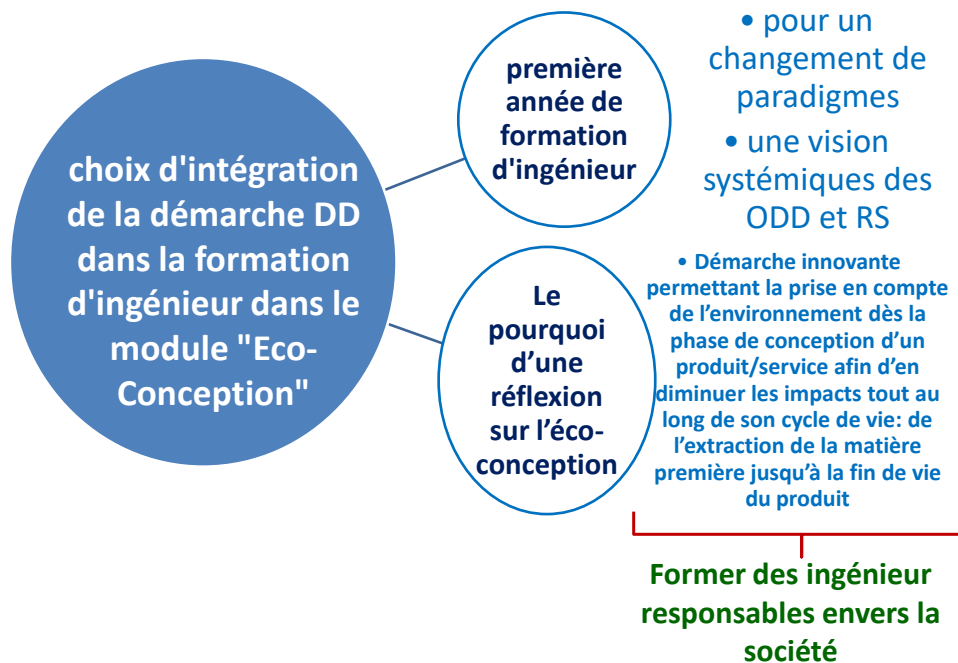 choix d'intégration
de la démarche DD
dans la formation
d'ingénieur dans le
module "Eco-
Conception"
première
année de
formation
d'ingénieur
• pour un
changement de
paradigmes
• une vision
systémiques des
ODD et RS
Le
pourquoi
d’une
réflexion
sur l’éco-
conception
• Démarche innovante
permettant la prise en compte
de l’environnement dès la
phase de conception d’un
produit/service afin d’en
diminuer les impacts tout au
long de son cycle de vie: de
l’extraction de la matière
première jusqu’à la fin de vie
du produit
Former des ingénieur
responsables envers la
société